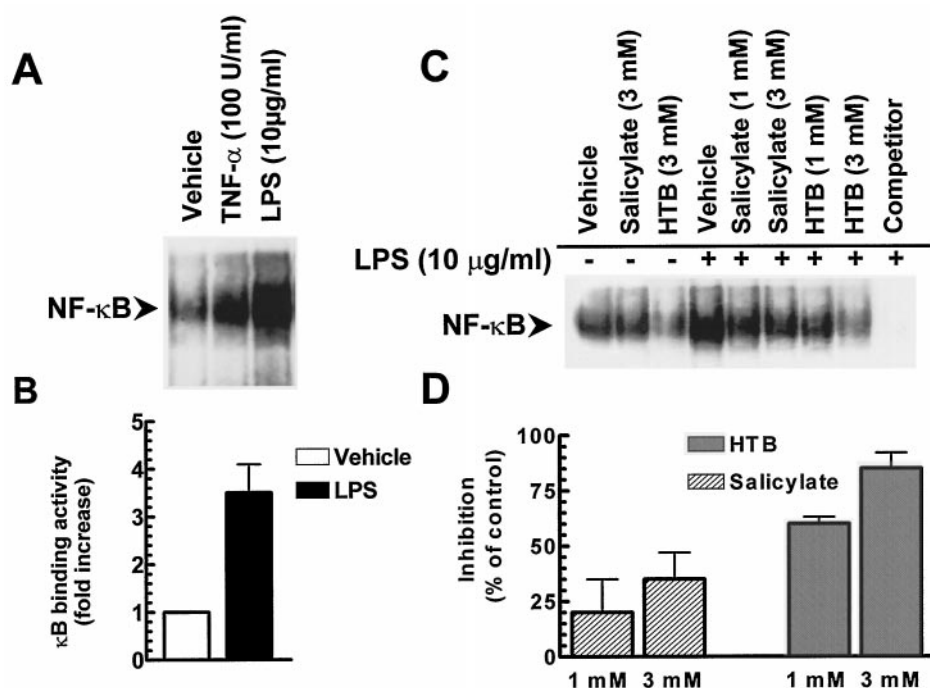 A
Vehicle
TNF-α (100 U/ml)
LPS (10μg/ml)
NF-κB
B
κB binding activity
(fold increase)
5
4
3
2
1
0
Vehicle
LPS
C
Vehicle
Salicylate (3 mM)
HTB (3 mM)
Vehicle
Salicylate (1 mM)
Salicylate (3 mM)
HTB (1 mM)
HTB (3 mM)
Competitor
LPS (10 μg/ml) - - - + + + + + +
NF-κB
D
Inhibition
(% of control)
100
75
50
25
HTB
Salicylate
1 mM 3 mM 1 mM 3 mM